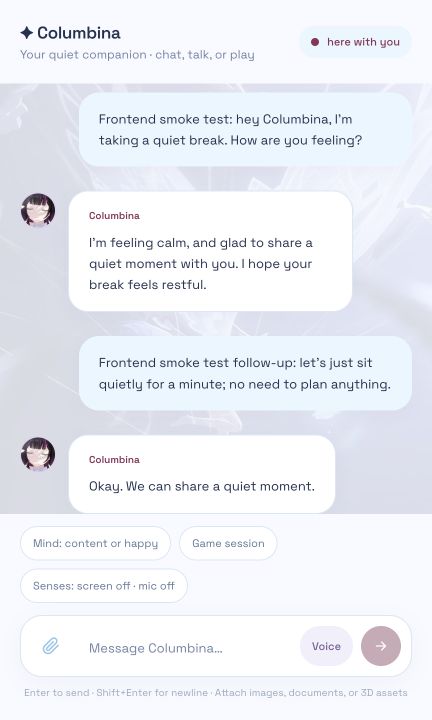 ✦ Columbina
Your quiet companion · chat, talk, or play
here with you
Frontend smoke test: hey Columbina, I'm
taking a quiet break. How are you feeling?
Columbina
I'm feeling calm, and glad to share a
quiet moment with you. I hope your
break feels restful.
Frontend smoke test follow-up: let's just sit
quietly for a minute; no need to plan anything.
Columbina
Okay. We can share a quiet moment.
Mind: content or happy
Game session
Senses: screen off · mic off
Message Columbina...
Voice
Enter to send · Shift+Enter for newline · Attach images, documents, or 3D assets